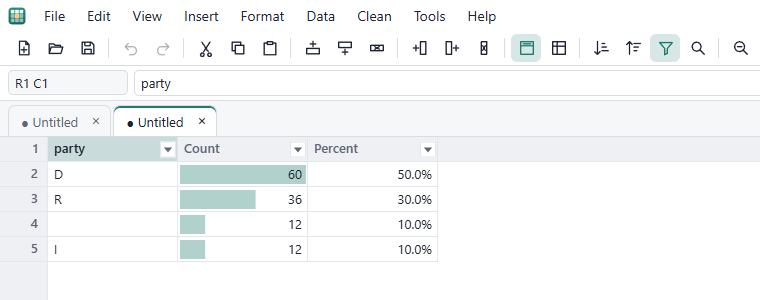 File Edit View Insert Format Data Clean Tools Help
R1 C1 party
● Untitled × ● Untitled ×
1 party Count Percent
2 D 60 50.0%
3 R 36 30.0%
4 12 10.0%
5 I 12 10.0%